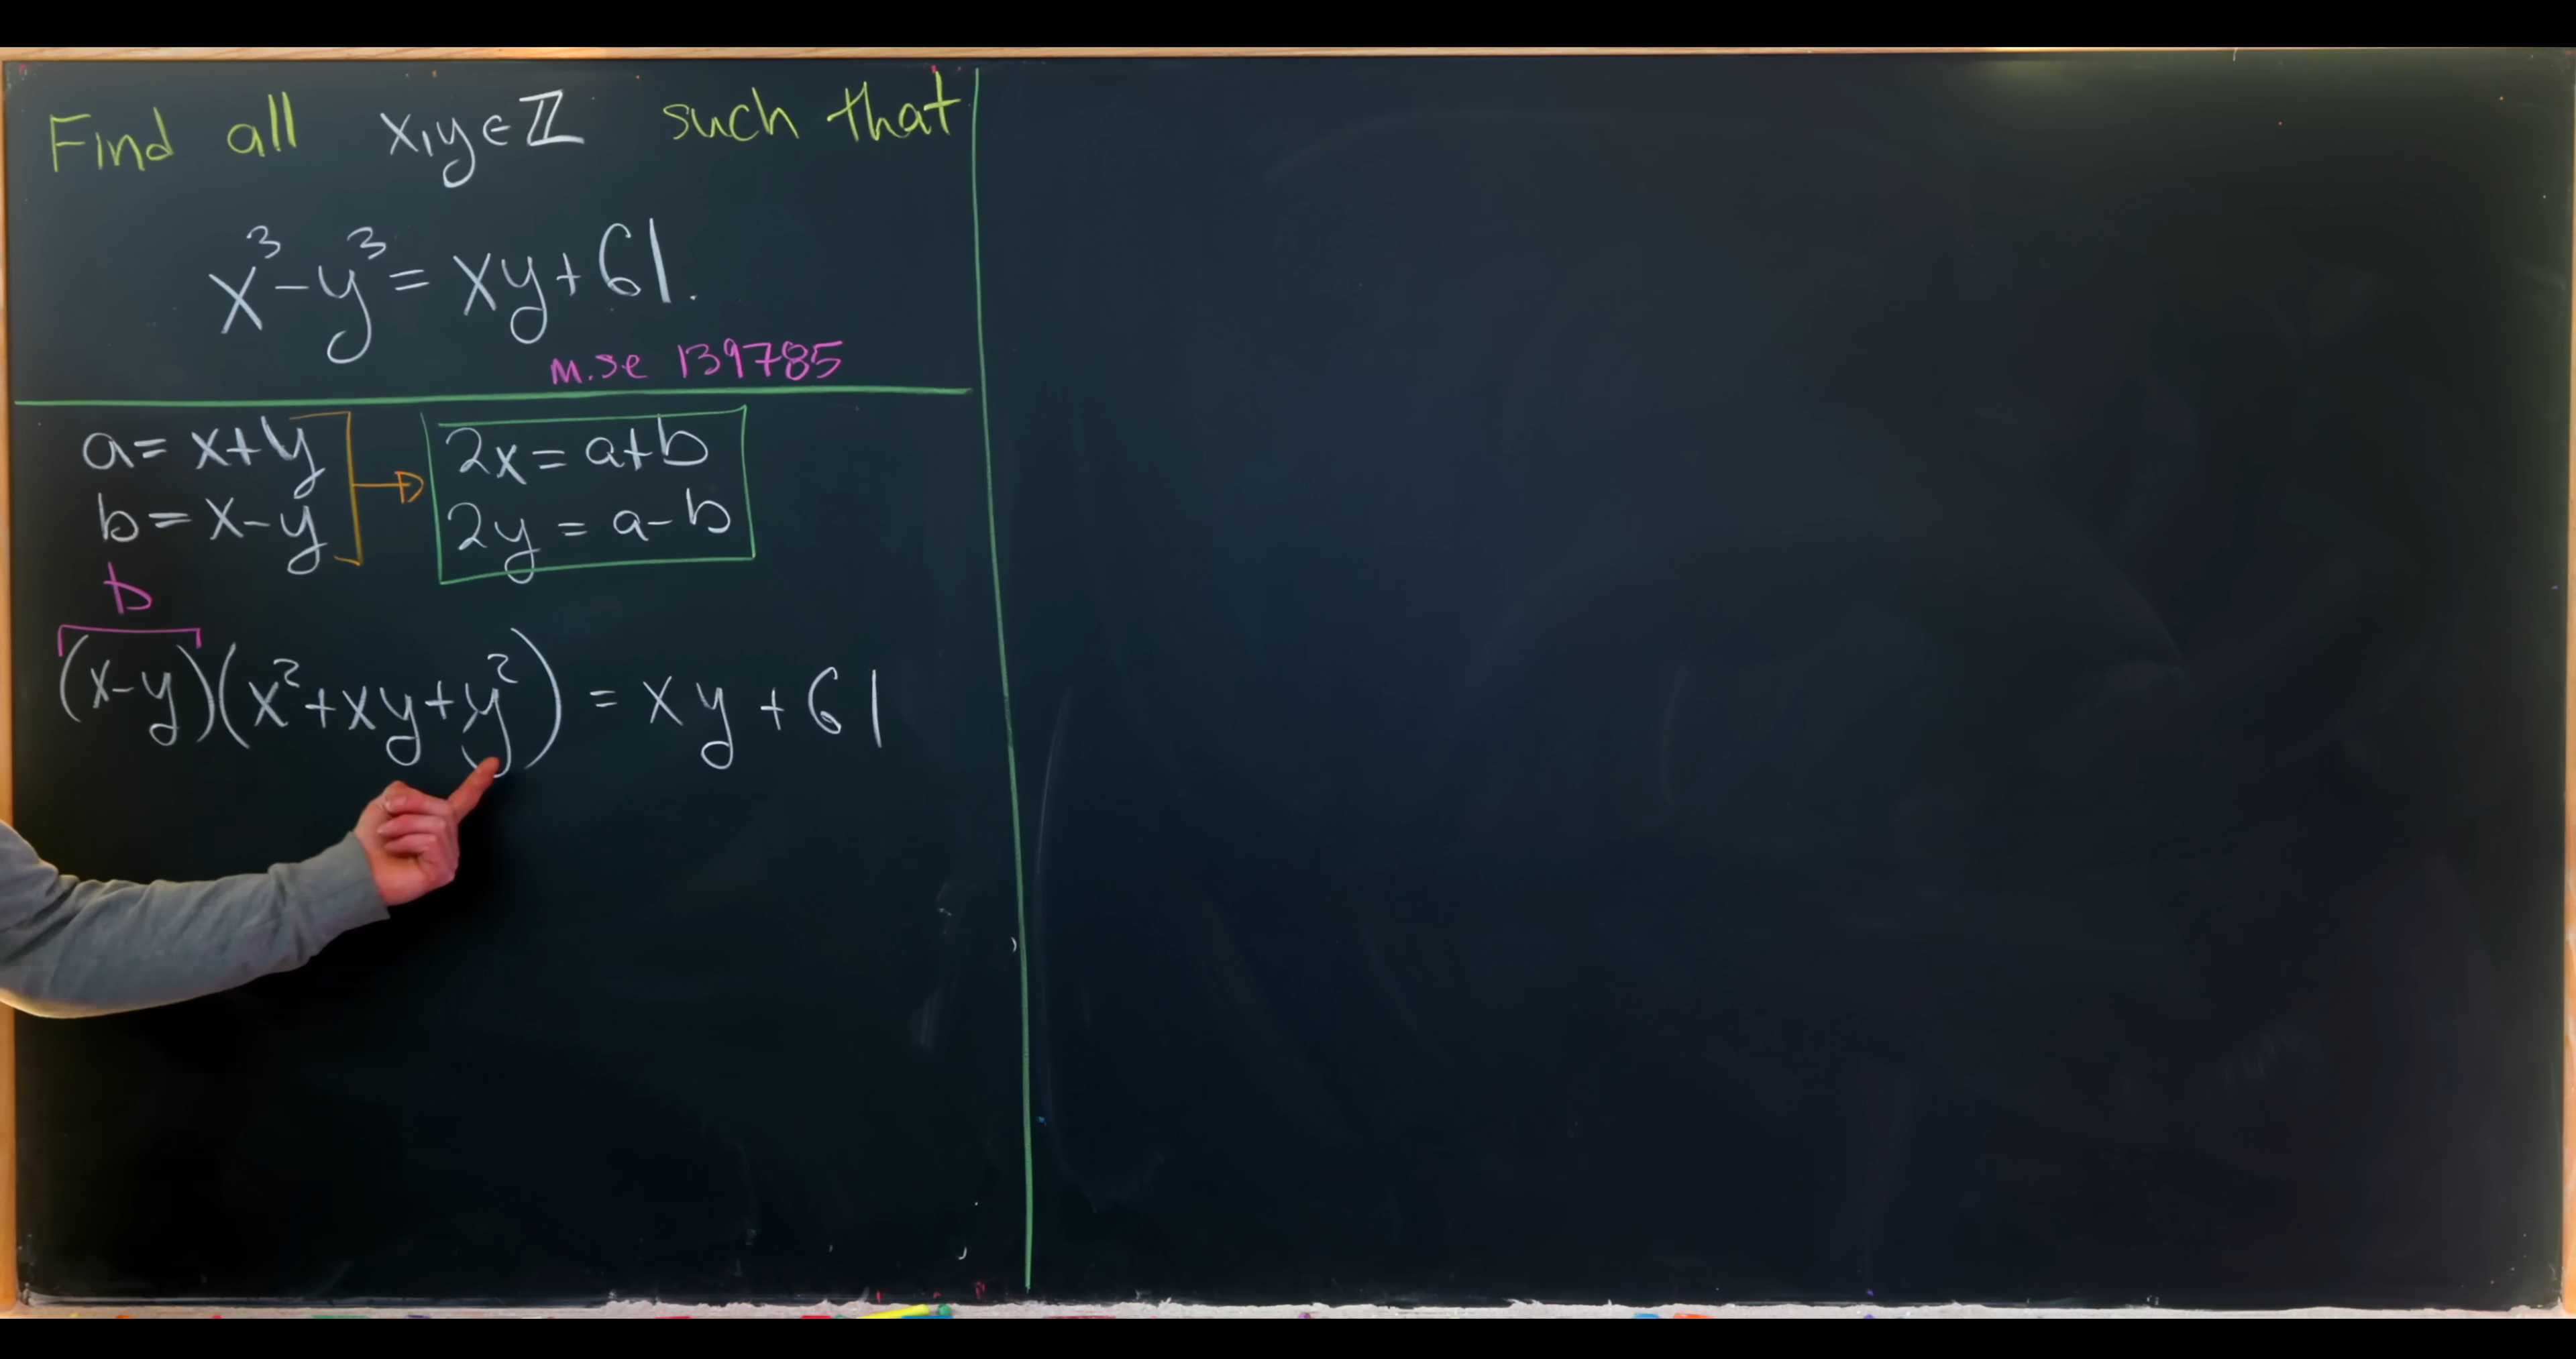 Find all x,y∈ℤ such that
x³-y³= xy+61.
m.se 139785
a= x+y
b= x-y
2x= a+b
2y= a-b
b
(x-y)(x²+xy+y²) = xy+61